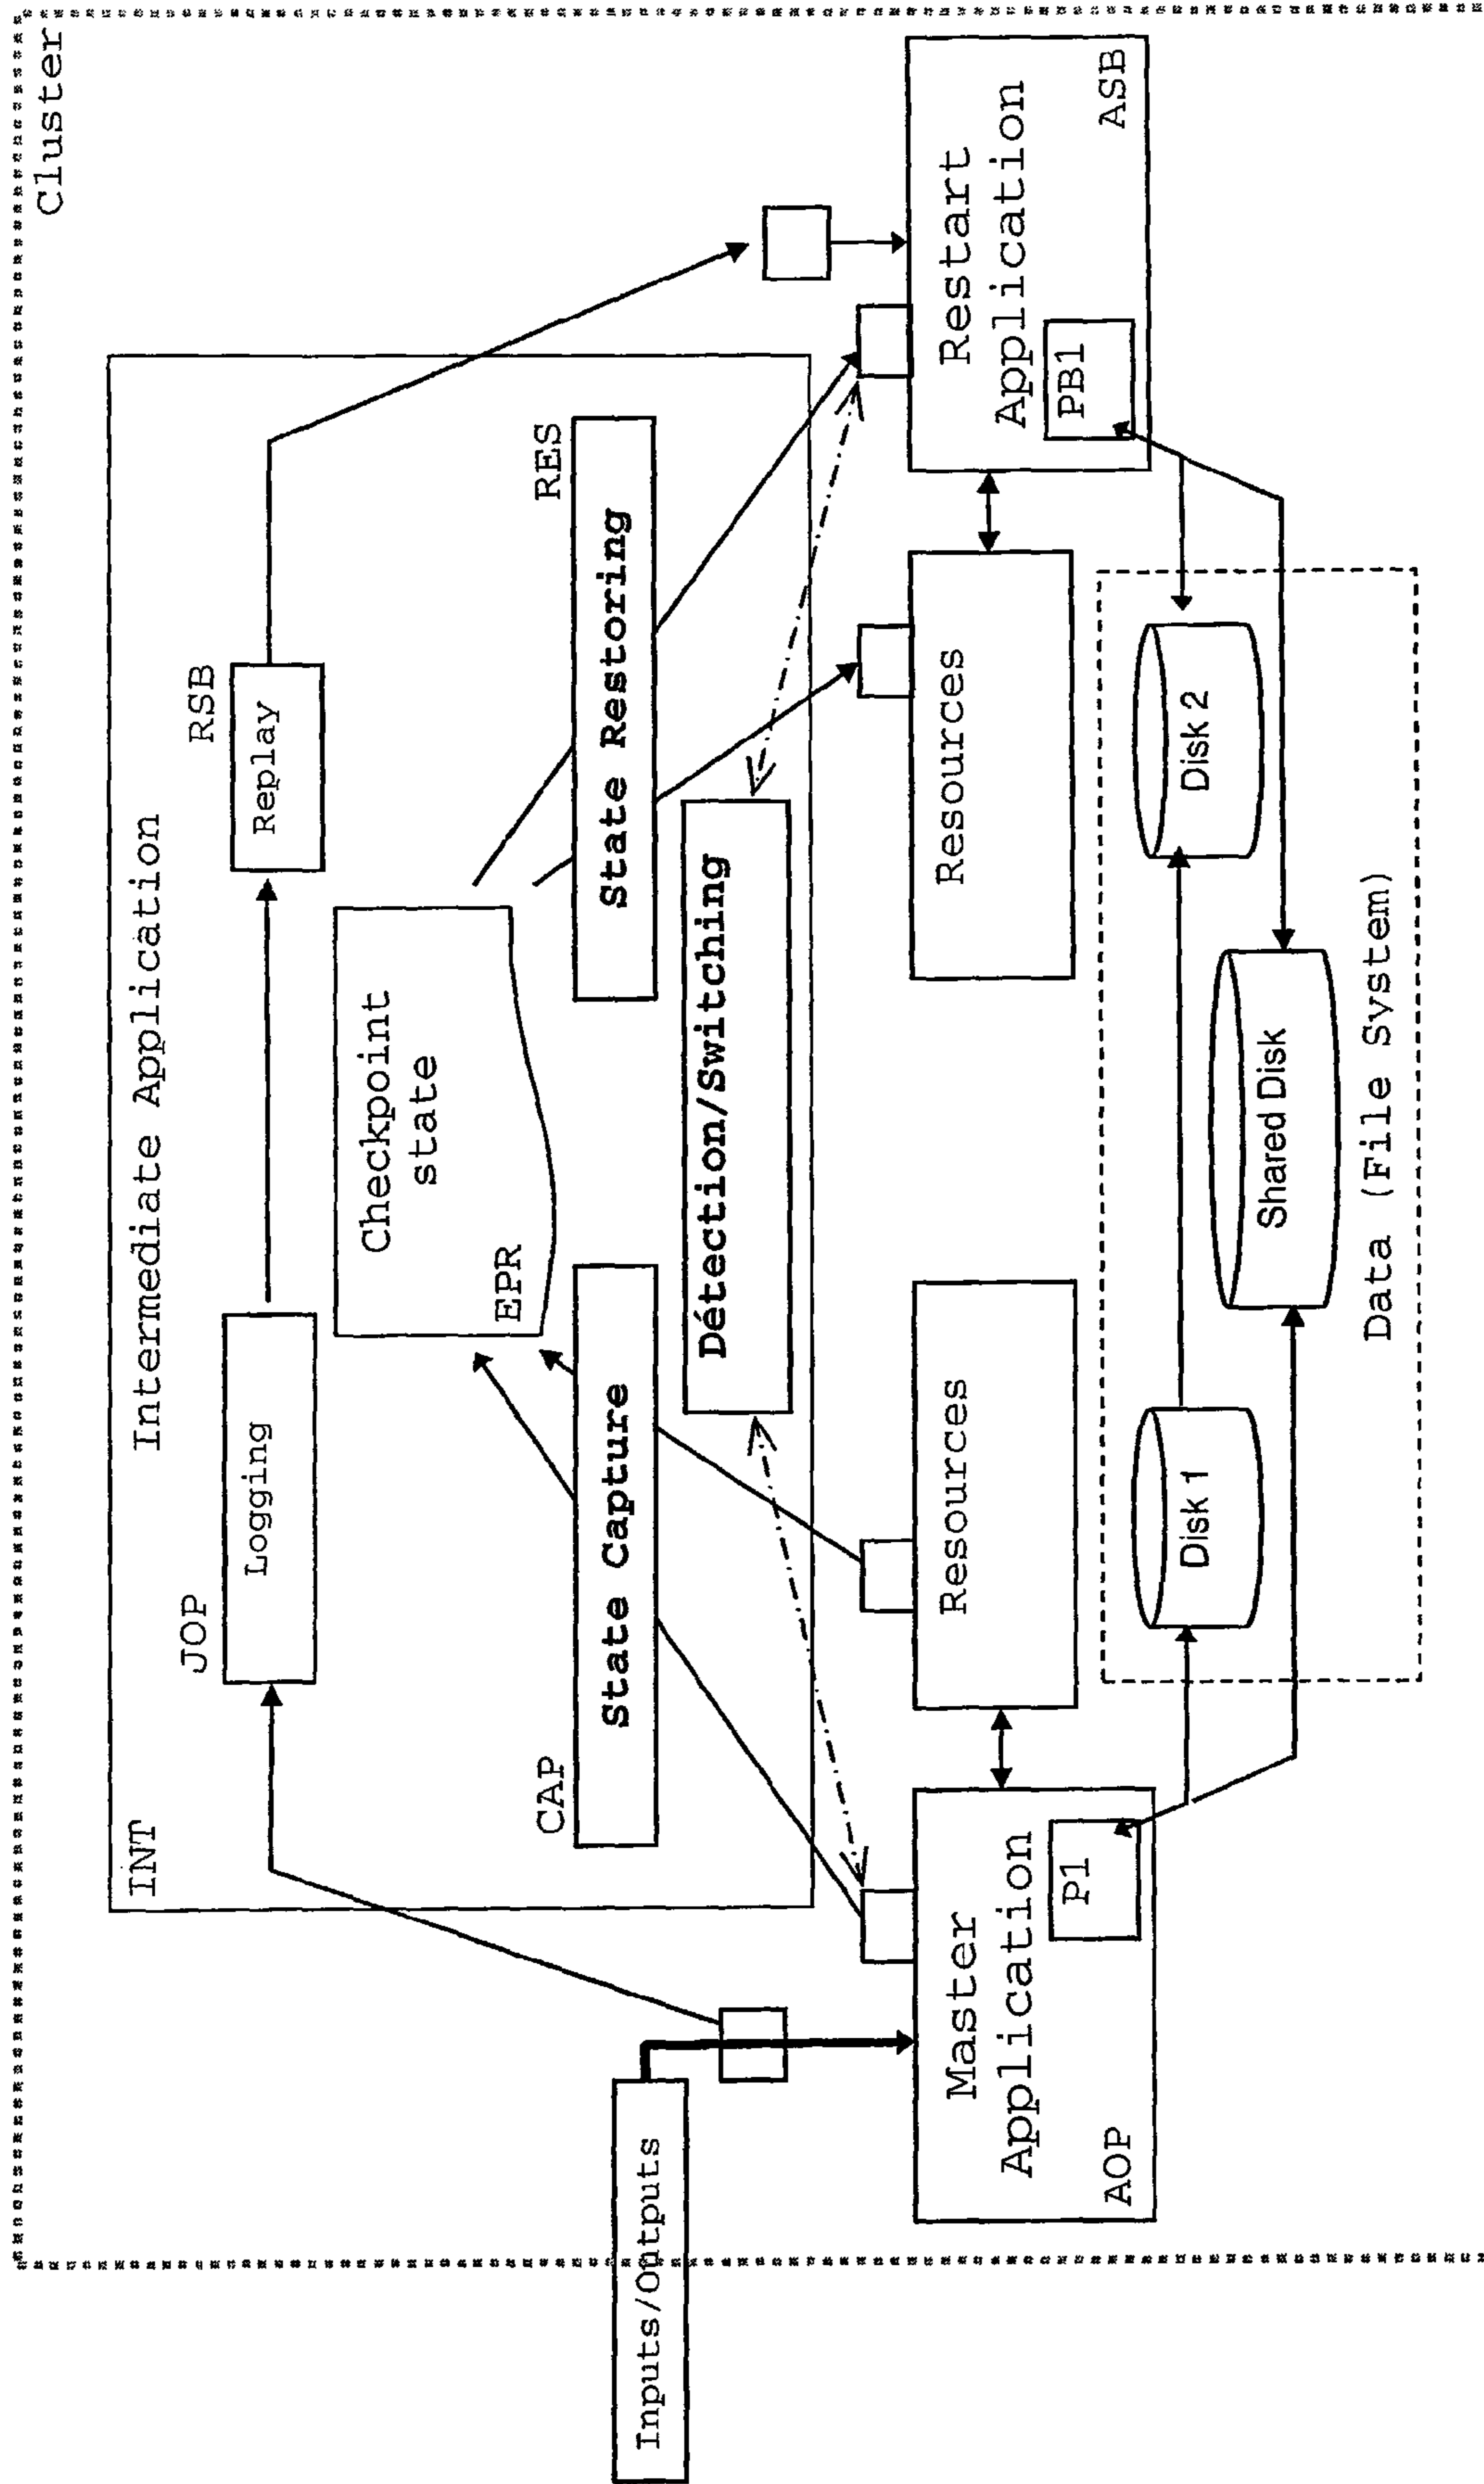 Cluster
INT
Intermediate Application
JOP
Logging
RSB
Replay
Checkpoint
state
EPR
CAP
State Capture
RES
State Restoring
Détection/Switching
Inputs/Outputs
Master
Application
P1
AOP
Resources
Resources
Restart
Application
PB1
ASB
Disk 1
Disk 2
Shared Disk
Data (File System)